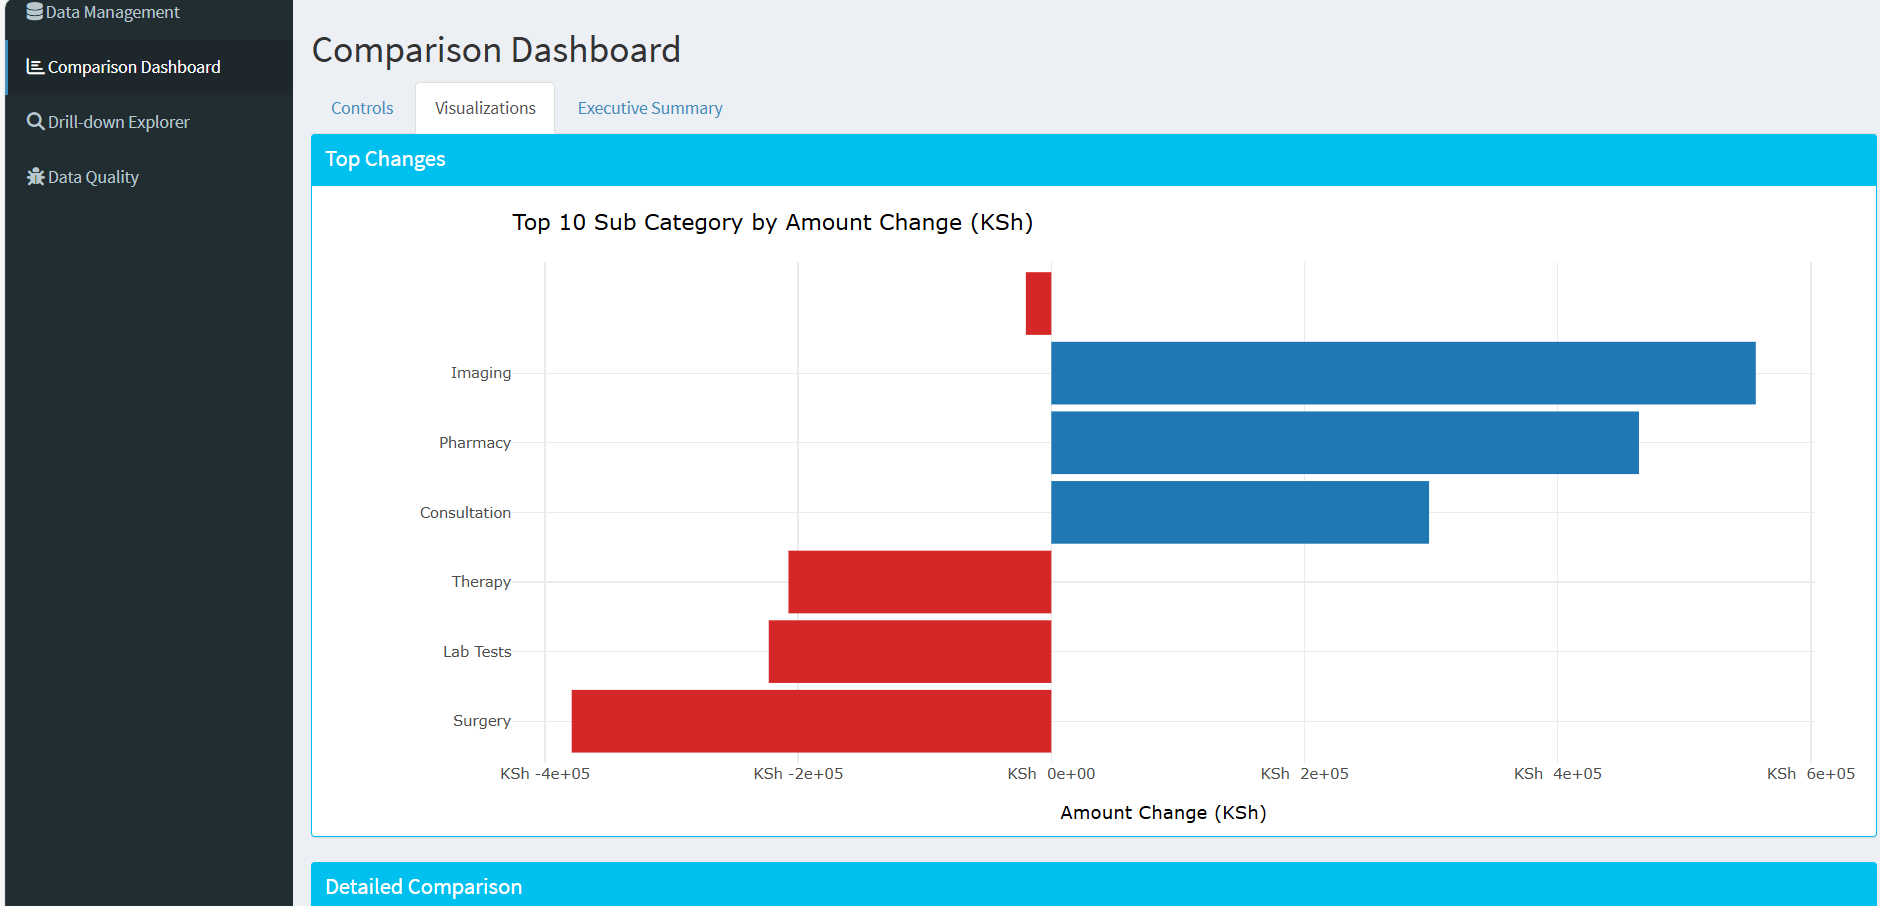 Data Management
Comparison Dashboard
Drill-down Explorer
Data Quality
Comparison Dashboard
Controls
Visualizations
Executive Summary
Top Changes
Top 10 Sub Category by Amount Change (KSh)
Imaging
Pharmacy
Consultation
Therapy
Lab Tests
Surgery
KSh -4e+05
KSh -2e+05
KSh 0e+00
KSh 2e+05
KSh 4e+05
KSh 6e+05
Amount Change (KSh)
Detailed Comparison